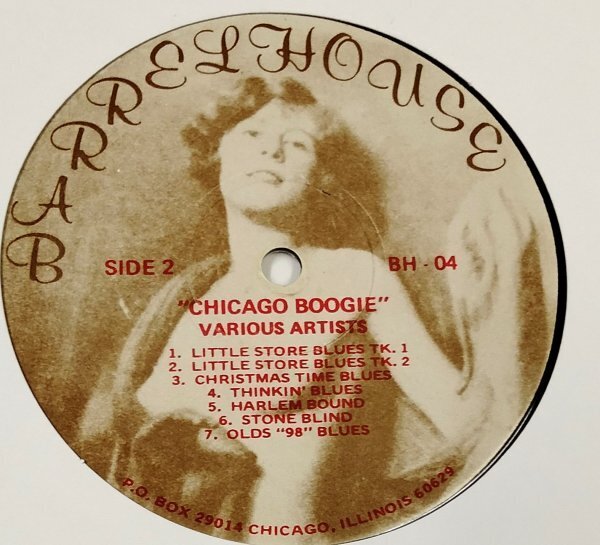 BARRELHOUSE
SIDE 2
BH - 04
"CHICAGO BOOGIE"
VARIOUS ARTISTS
1. LITTLE STORE BLUES TK. 1
2. LITTLE STORE BLUES TK. 2
3. CHRISTMAS TIME BLUES
4. THINKIN' BLUES
5. HARLEM BOUND
6. STONE BLIND
7. OLDS "98" BLUES
P.O. BOX 29014 CHICAGO, ILLINOIS 60629